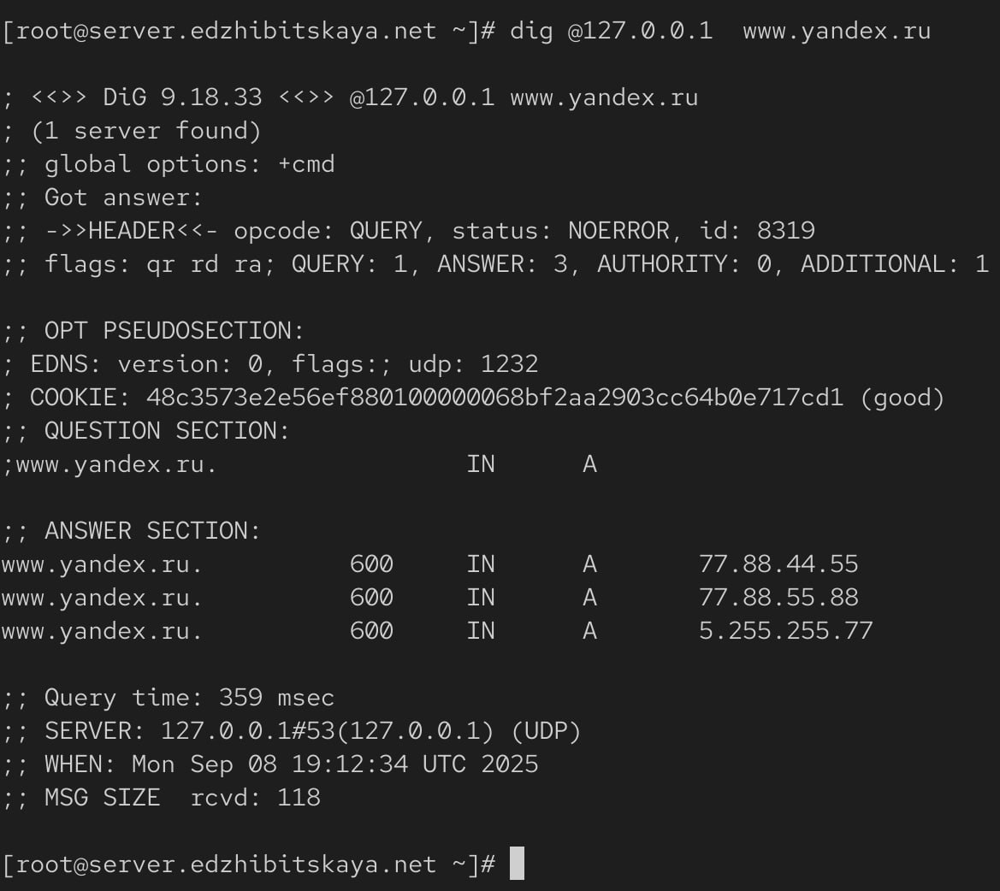 [root@server.edzhibitskaya.net ~]# dig @127.0.0.1  www.yandex.ru
; <<>> DiG 9.18.33 <<>> @127.0.0.1 www.yandex.ru
; (1 server found)
;; global options: +cmd
;; Got answer:
;; ->>HEADER<<- opcode: QUERY, status: NOERROR, id: 8319
;; flags: qr rd ra; QUERY: 1, ANSWER: 3, AUTHORITY: 0, ADDITIONAL: 1
;; OPT PSEUDOSECTION:
; EDNS: version: 0, flags:; udp: 1232
; COOKIE: 48c3573e2e56ef880100000068bf2aa2903cc64b0e717cd1 (good)
;; QUESTION SECTION:
;www.yandex.ru.                 IN      A
;; ANSWER SECTION:
www.yandex.ru.          600     IN      A       77.88.44.55
www.yandex.ru.          600     IN      A       77.88.55.88
www.yandex.ru.          600     IN      A       5.255.255.77
;; Query time: 359 msec
;; SERVER: 127.0.0.1#53(127.0.0.1) (UDP)
;; WHEN: Mon Sep 08 19:12:34 UTC 2025
;; MSG SIZE  rcvd: 118
[root@server.edzhibitskaya.net ~]#